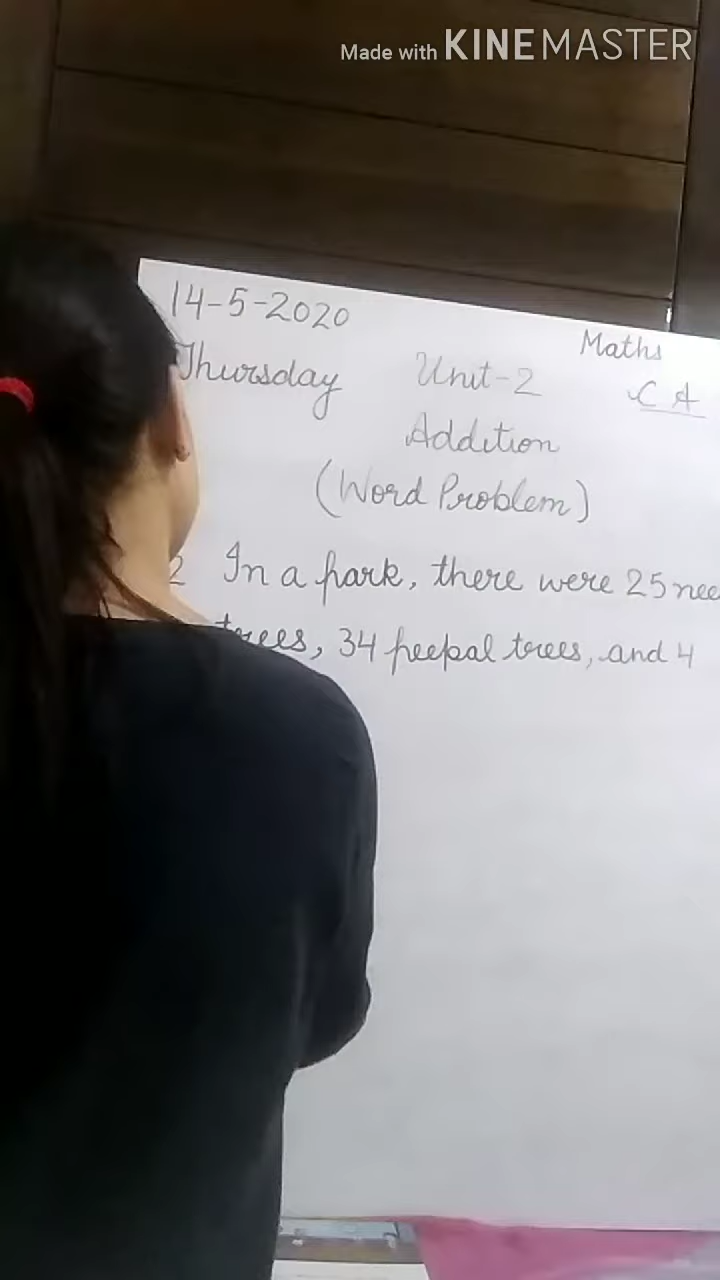 Made with KINEMASTER
14-5-2020
Maths
Thursday Unit-2 CA
Addition
(Word Problem)
2 In a park, there were 25 nee
trees, 34 peepal trees, and 4